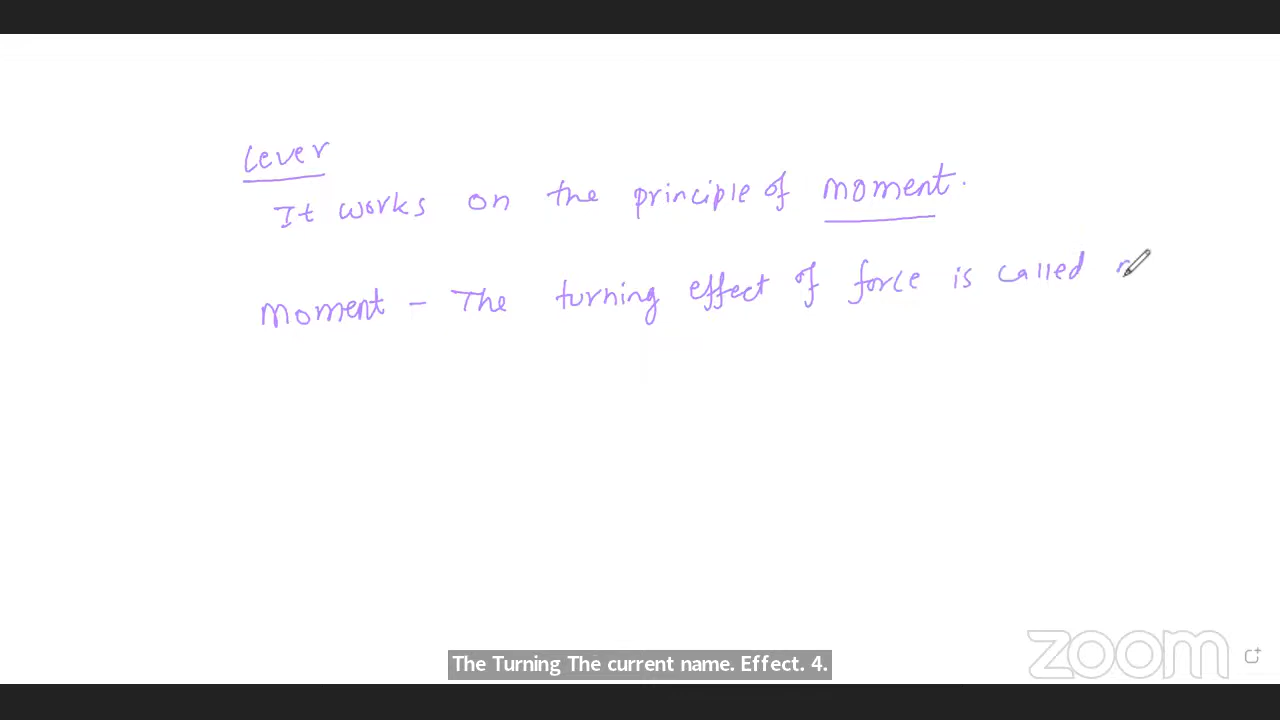 Lever
It works on the principle of moment.
Moment – The turning effect of force is called
The Turning The current name. Effect. 4.
zoom